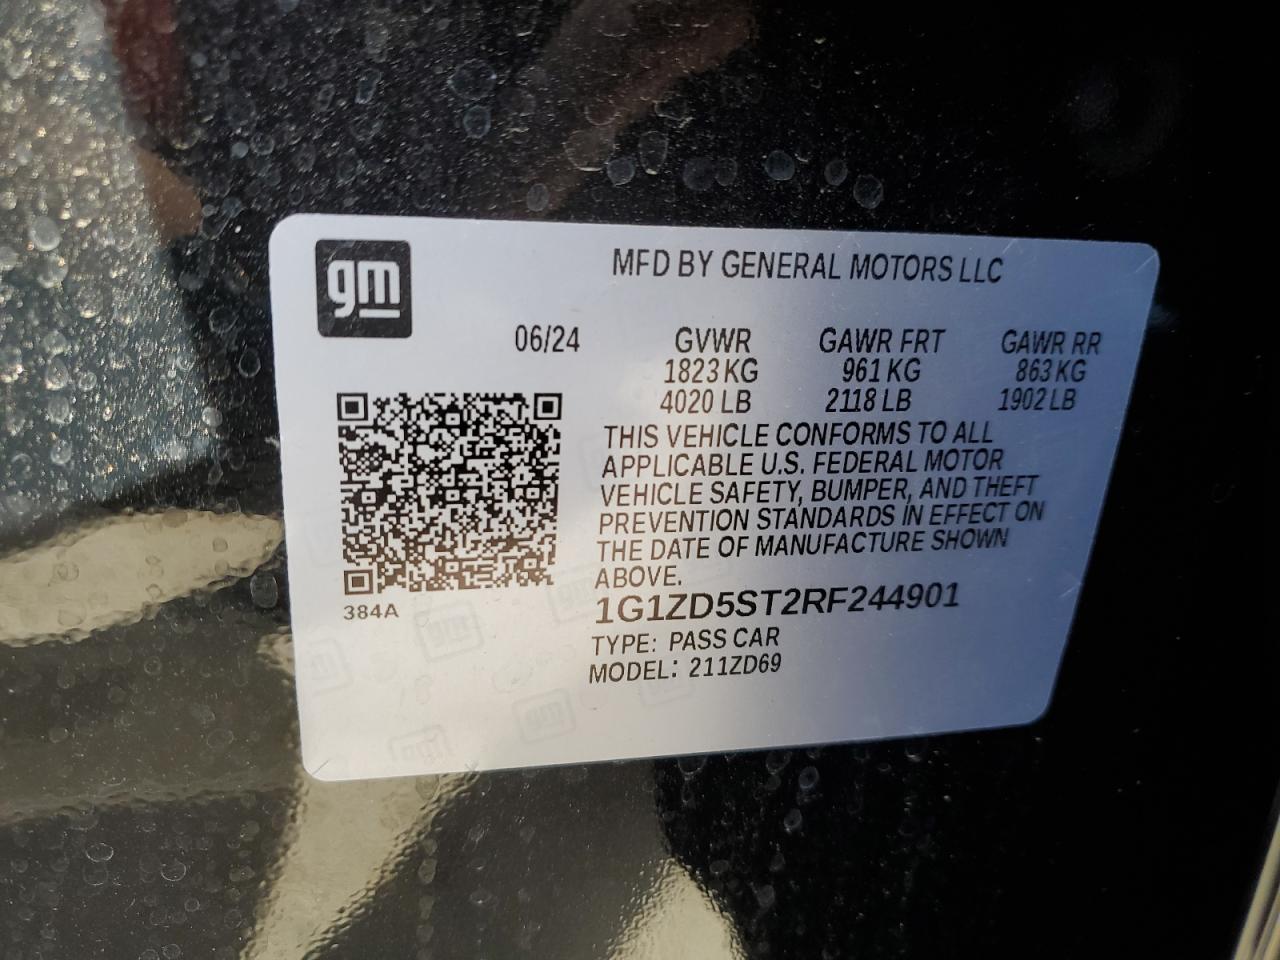 gm
MFD BY GENERAL MOTORS LLC
06/24 GVWR GAWR FRT GAWR RR
1823 KG 961 KG 863 KG
4020 LB 2118 LB 1902 LB
THIS VEHICLE CONFORMS TO ALL
APPLICABLE U.S. FEDERAL MOTOR
VEHICLE SAFETY, BUMPER, AND THEFT
PREVENTION STANDARDS IN EFFECT ON
THE DATE OF MANUFACTURE SHOWN
ABOVE.
384A
1G1ZD5ST2RF244901
TYPE: PASS CAR
MODEL: 211ZD69